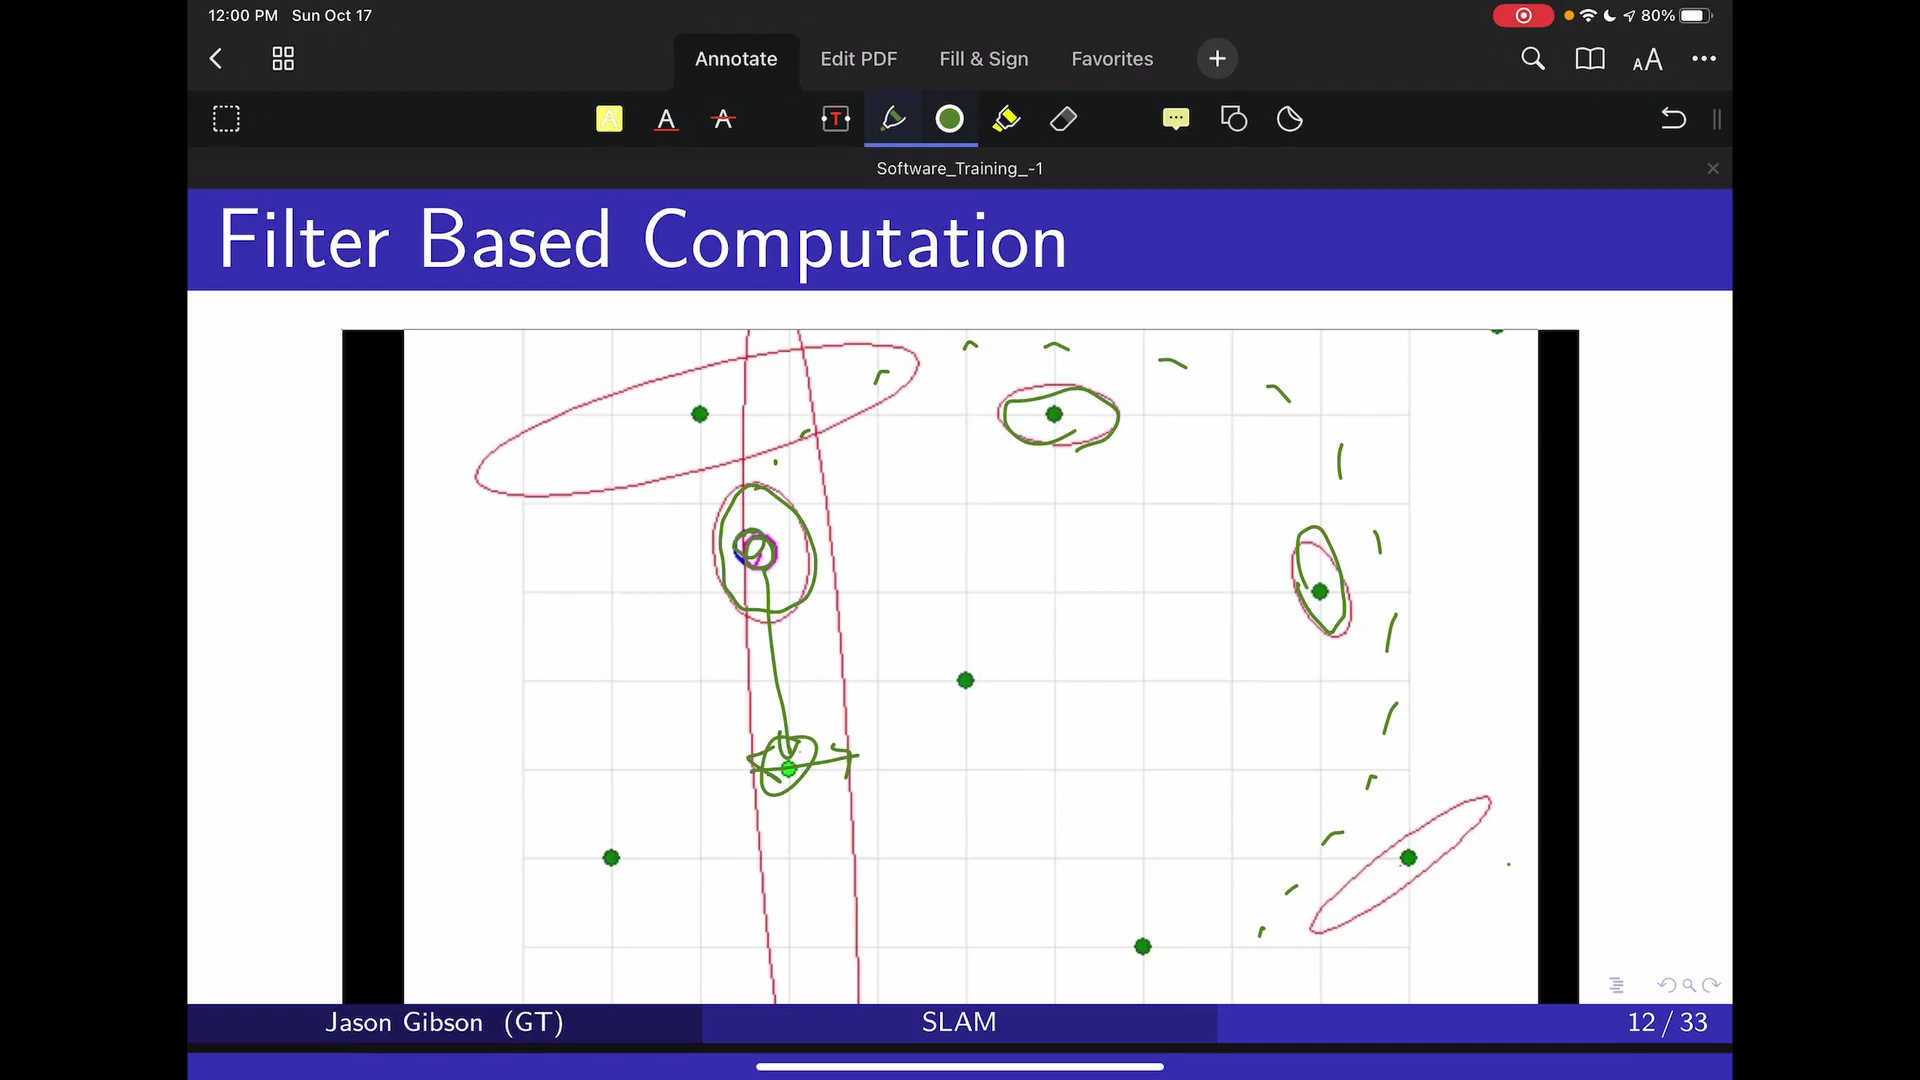 12:00 PM Sun Oct 17
80%
Annotate Edit PDF Fill & Sign Favorites
A A A T AA
Software_Training_-1
Filter Based Computation
Jason Gibson (GT) SLAM 12 / 33